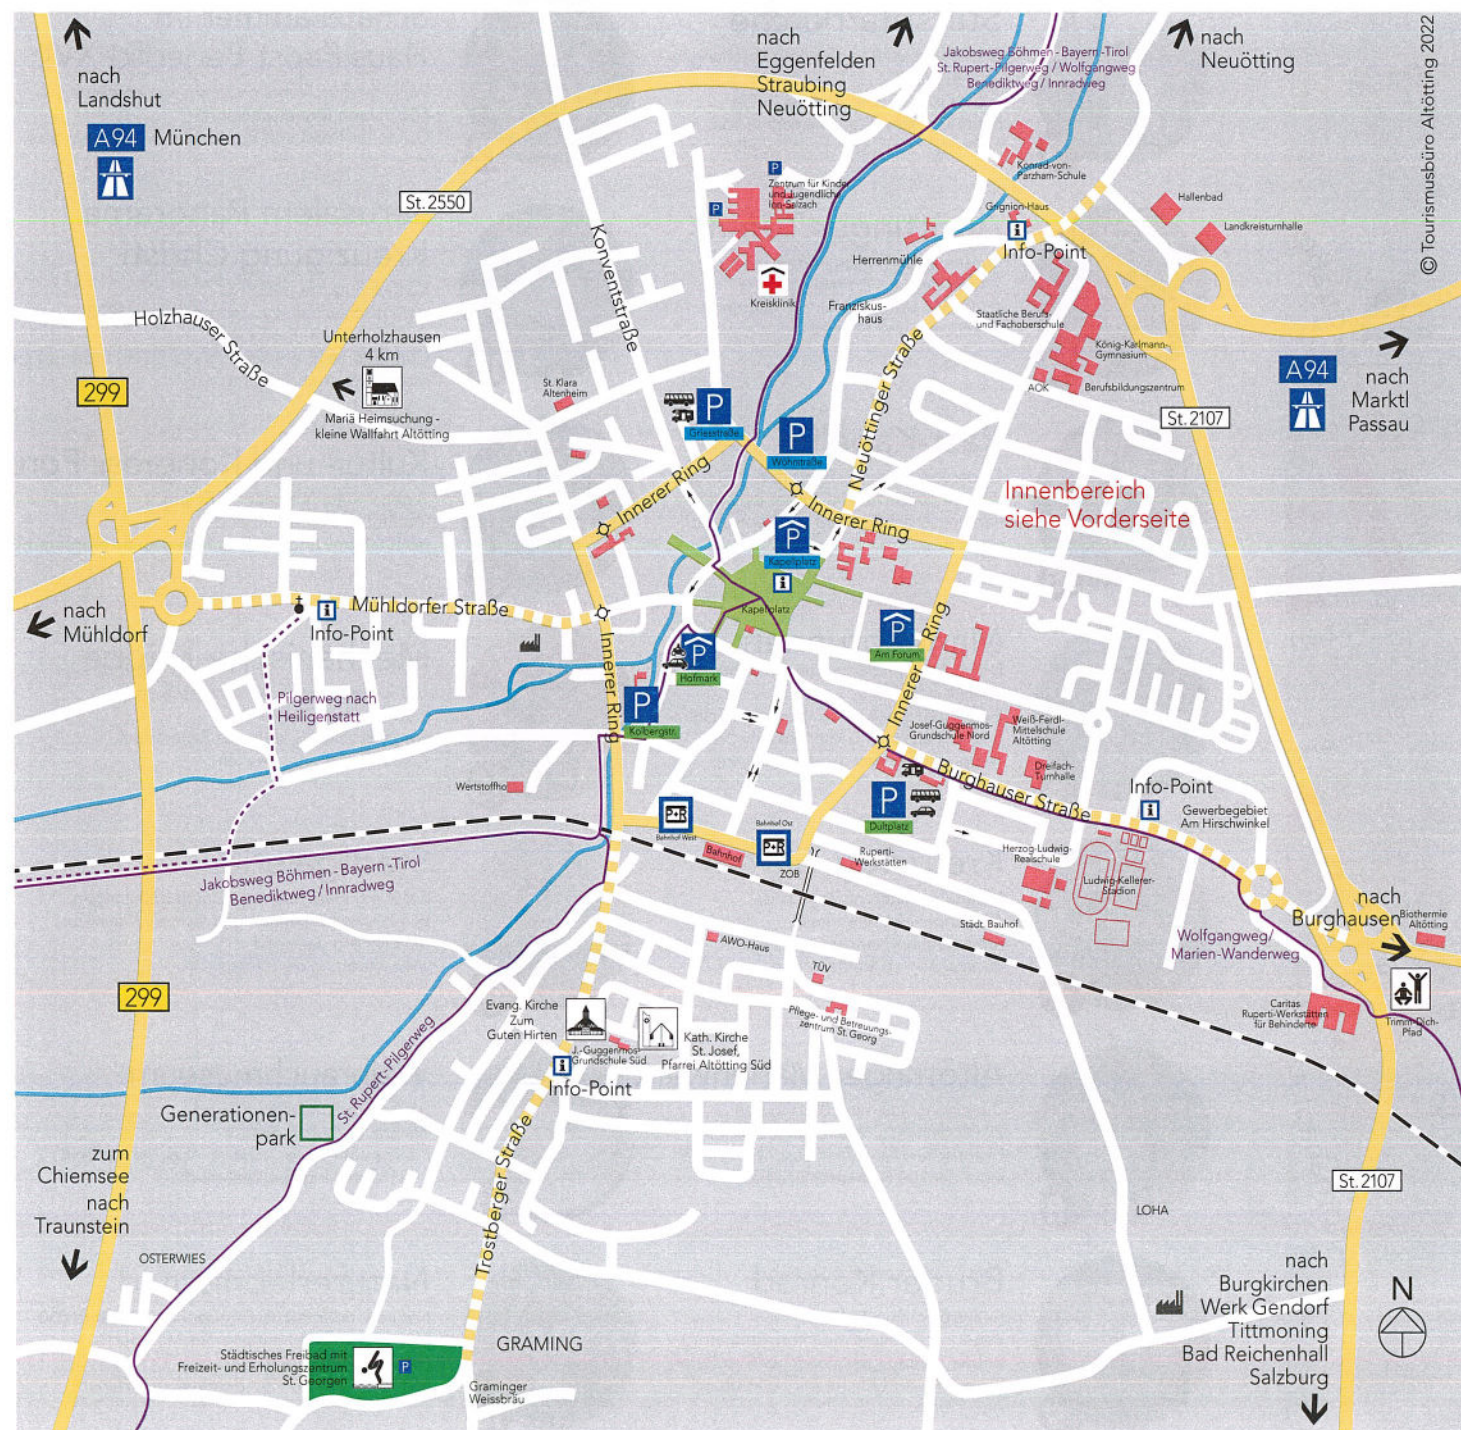 nach
Landshut
A94 München
St. 2550
nach
Eggenfelden
Straubing
Neuötting
Jakobsweg Böhmen - Bayern - Tirol
St. Rupert-Pilgerweg / Wolfgangweg
Benediktweg / Innradweg
nach
Neuötting
© Tourismusbüro Altötting 2022
Konrad-von-
Parzham-Schule
Hallenbad
Landkreisturnhalle
Grignion-Haus
Info-Point
P
Zentrum für Kinder
und Jugendliche
Inn-Salzach
P
Kreisklinik
Herrenmühle
Franziskus-
haus
Staatliche Berufs-
und Fachoberschule
König-Karlmann-
Gymnasium
AOK
Berufsbildungszentrum
Konventstraße
Holzhauser Straße
Unterholzhausen
4 km
Mariä Heimsuchung -
kleine Wallfahrt Altötting
299
St. Klara
Altenheim
P
Griesstraße
P
Wöhrstraße
Neuöttinger Straße
A94
nach
Marktl
Passau
St. 2107
Innenbereich
siehe Vorderseite
Innerer Ring
Innerer Ring
P
Kapellplatz
Kapellplatz
nach
Mühldorf
Mühldorfer Straße
Info-Point
Pilgerweg nach
Heiligenstatt
Innerer Ring
P
Hofmark
P
Kolbergstr.
P
Am Forum
Innerer Ring
Josef-Guggenmos-
Grundschule Nord
Weiß-Ferdl-
Mittelschule
Altötting
Dreifach-
Turnhalle
Burghauser Straße
Info-Point
Gewerbegebiet
Am Hirschwinkel
Wertstoffhof
P+R
Bahnhof West
Bahnhof
Bahnhof Ost
P+R
ZOB
P
Dultplatz
Ruperti-
Werkstätten
Herzog-Ludwig-
Realschule
Ludwig-Kellerer-
Stadion
Jakobsweg Böhmen - Bayern - Tirol
Benediktweg / Innradweg
Städt. Bauhof
nach
Burghausen
Biothermie
Altötting
Wolfgangweg/
Marien-Wanderweg
AWO-Haus
TÜV
Pflege- und Betreuungs-
zentrum St. Georg
Caritas
Ruperti-Werkstätten
für Behinderte
Trimm-Dich-
Pfad
299
Evang. Kirche
Zum
Guten Hirten
J.-Guggenmos-
Grundschule Süd
Kath. Kirche
St. Josef,
Pfarrei Altötting Süd
Info-Point
St. Rupert-Pilgerweg
Generationen-
park
zum
Chiemsee
nach
Traunstein
Trostberger Straße
St. 2107
LOHA
OSTERWIES
nach
Burgkirchen
Werk Gendorf
Tittmoning
Bad Reichenhall
Salzburg
N
GRAMING
Städtisches Freibad mit
Freizeit- und Erholungszentrum
St. Georgen
P
Graminger
Weissbräu